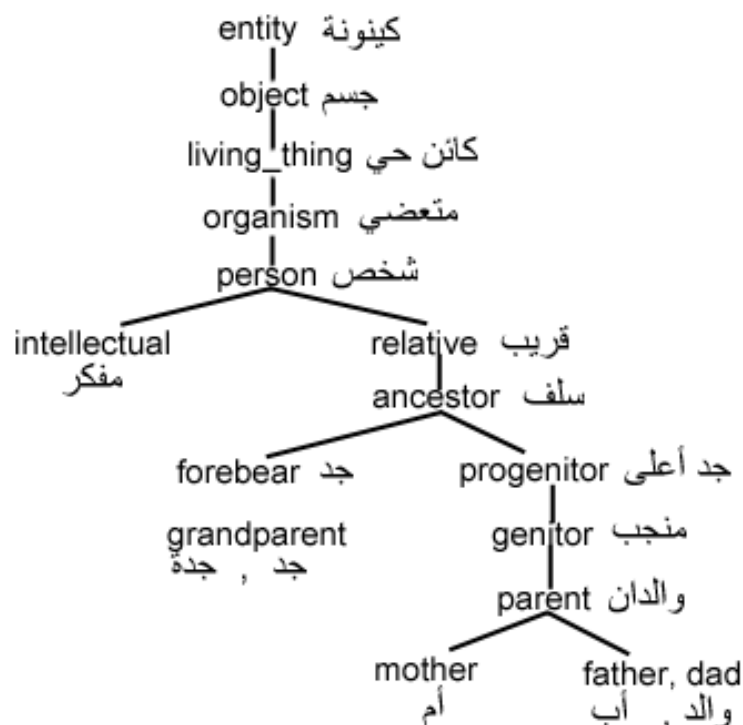 entity كينونة
object جسم
living_thing كائن حي
organism متعضي
person شخص
intellectual
مفكر
relative قريب
ancestor سلف
forebear جد
progenitor جد أعلى
grandparent
جد , جدة
genitor منجب
parent والدان
mother
أم
father, dad
والد , أب